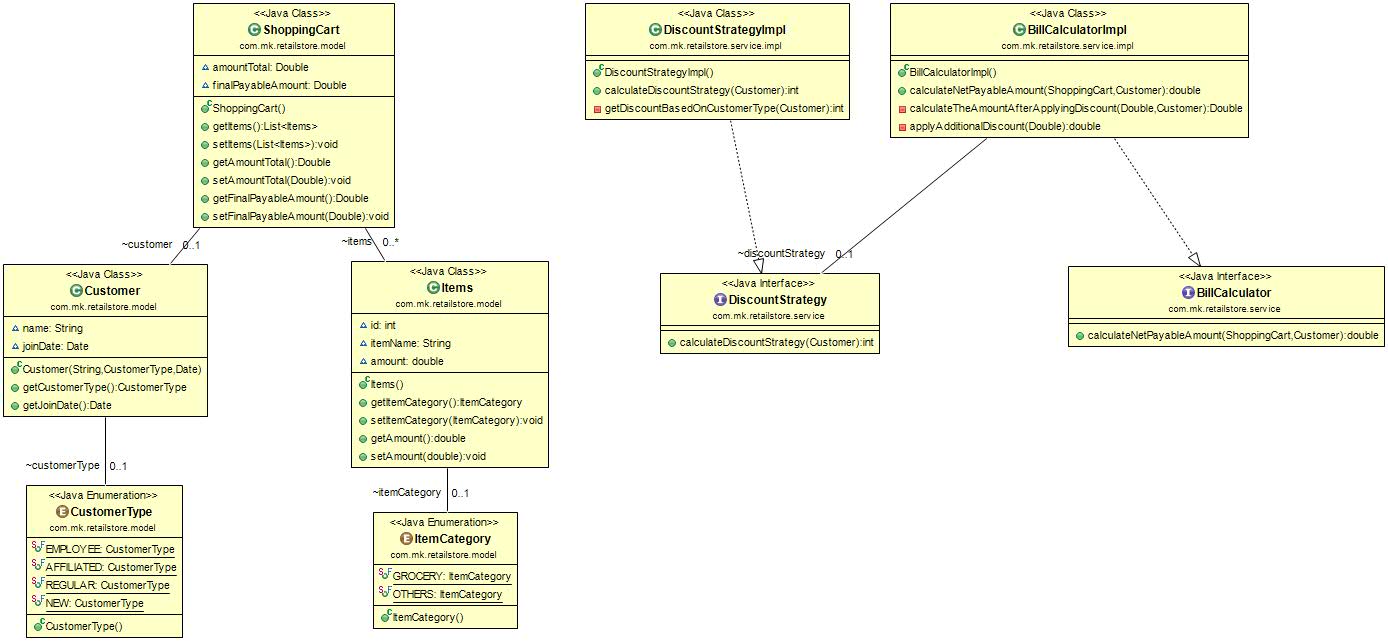 <<Java Class>>
ShoppingCart
com.mk.retailstore.model
amountTotal: Double
finalPayableAmount: Double
ShoppingCart()
getItems():List<Items>
setItems(List<Items>):void
getAmountTotal():Double
setAmountTotal(Double):void
getFinalPayableAmount():Double
setFinalPayableAmount(Double):void
<<Java Class>>
DiscountStrategyImpl
com.mk.retailstore.service.impl
DiscountStrategyImpl()
calculateDiscountStrategy(Customer):int
getDiscountBasedOnCustomerType(Customer):int
<<Java Class>>
BillCalculatorImpl
com.mk.retailstore.service.impl
BillCalculatorImpl()
calculateNetPayableAmount(ShoppingCart,Customer):double
calculateTheAmountAfterApplyingDiscount(Double,Customer):Double
applyAdditionalDiscount(Double):double
~customer 0..1
~items 0..*
~discountStrategy 0..1
<<Java Class>>
Customer
com.mk.retailstore.model
name: String
joinDate: Date
Customer(String,CustomerType,Date)
getCustomerType():CustomerType
getJoinDate():Date
<<Java Class>>
Items
com.mk.retailstore.model
id: int
itemName: String
amount: double
Items()
getItemCategory():ItemCategory
setItemCategory(ItemCategory):void
getAmount():double
setAmount(double):void
<<Java Interface>>
DiscountStrategy
com.mk.retailstore.service
calculateDiscountStrategy(Customer):int
<<Java Interface>>
BillCalculator
com.mk.retailstore.service
calculateNetPayableAmount(ShoppingCart,Customer):double
~customerType 0..1
~itemCategory 0..1
<<Java Enumeration>>
CustomerType
com.mk.retailstore.model
EMPLOYEE: CustomerType
AFFILIATED: CustomerType
REGULAR: CustomerType
NEW: CustomerType
CustomerType()
<<Java Enumeration>>
ItemCategory
com.mk.retailstore.model
GROCERY: ItemCategory
OTHERS: ItemCategory
ItemCategory()